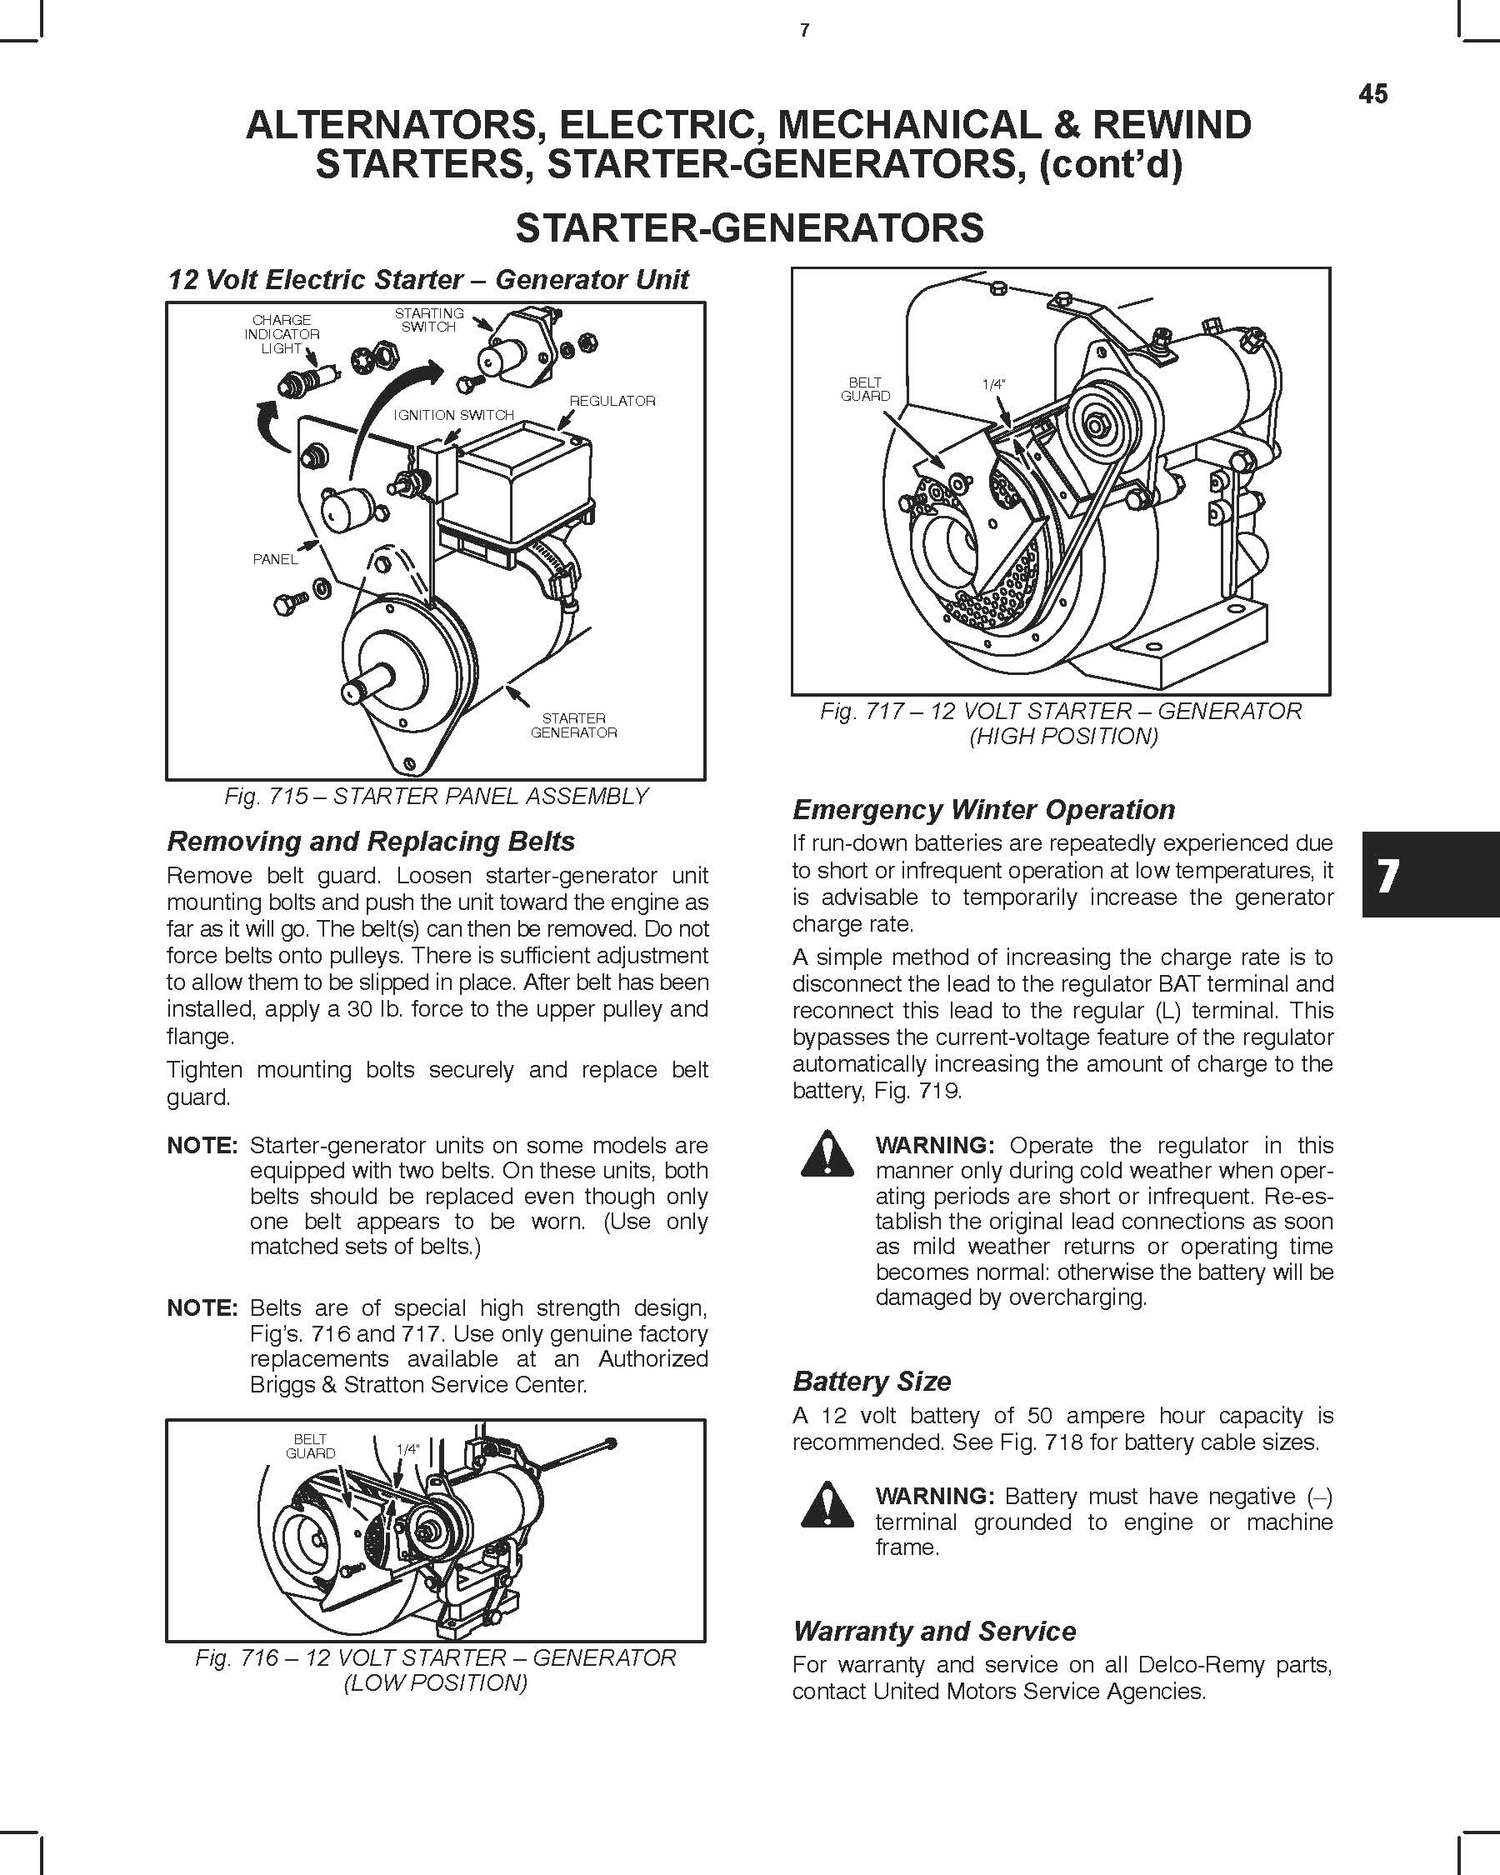 7
45
ALTERNATORS, ELECTRIC, MECHANICAL & REWIND
STARTERS, STARTER-GENERATORS, (cont’d)
STARTER-GENERATORS
12 Volt Electric Starter – Generator Unit
CHARGE
INDICATOR
LIGHT
STARTING
SWITCH
IGNITION SWITCH
REGULATOR
PANEL
STARTER
GENERATOR
Fig. 715 – STARTER PANEL ASSEMBLY
Removing and Replacing Belts
Remove belt guard. Loosen starter-generator unit
mounting bolts and push the unit toward the engine as
far as it will go. The belt(s) can then be removed. Do not
force belts onto pulleys. There is sufficient adjustment
to allow them to be slipped in place. After belt has been
installed, apply a 30 lb. force to the upper pulley and
flange.
Tighten mounting bolts securely and replace belt
guard.
NOTE: Starter-generator units on some models are
equipped with two belts. On these units, both
belts should be replaced even though only
one belt appears to be worn. (Use only
matched sets of belts.)
NOTE: Belts are of special high strength design,
Fig’s. 716 and 717. Use only genuine factory
replacements available at an Authorized
Briggs & Stratton Service Center.
BELT
GUARD
1/4"
Fig. 716 – 12 VOLT STARTER – GENERATOR
(LOW POSITION)
BELT
GUARD
1/4"
Fig. 717 – 12 VOLT STARTER – GENERATOR
(HIGH POSITION)
Emergency Winter Operation
If run-down batteries are repeatedly experienced due
to short or infrequent operation at low temperatures, it
is advisable to temporarily increase the generator
charge rate.
A simple method of increasing the charge rate is to
disconnect the lead to the regulator BAT terminal and
reconnect this lead to the regular (L) terminal. This
bypasses the current-voltage feature of the regulator
automatically increasing the amount of charge to the
battery, Fig. 719.
WARNING: Operate the regulator in this
manner only during cold weather when oper-
ating periods are short or infrequent. Re-es-
tablish the original lead connections as soon
as mild weather returns or operating time
becomes normal: otherwise the battery will be
damaged by overcharging.
Battery Size
A 12 volt battery of 50 ampere hour capacity is
recommended. See Fig. 718 for battery cable sizes.
WARNING: Battery must have negative (–)
terminal grounded to engine or machine
frame.
Warranty and Service
For warranty and service on all Delco-Remy parts,
contact United Motors Service Agencies.
7